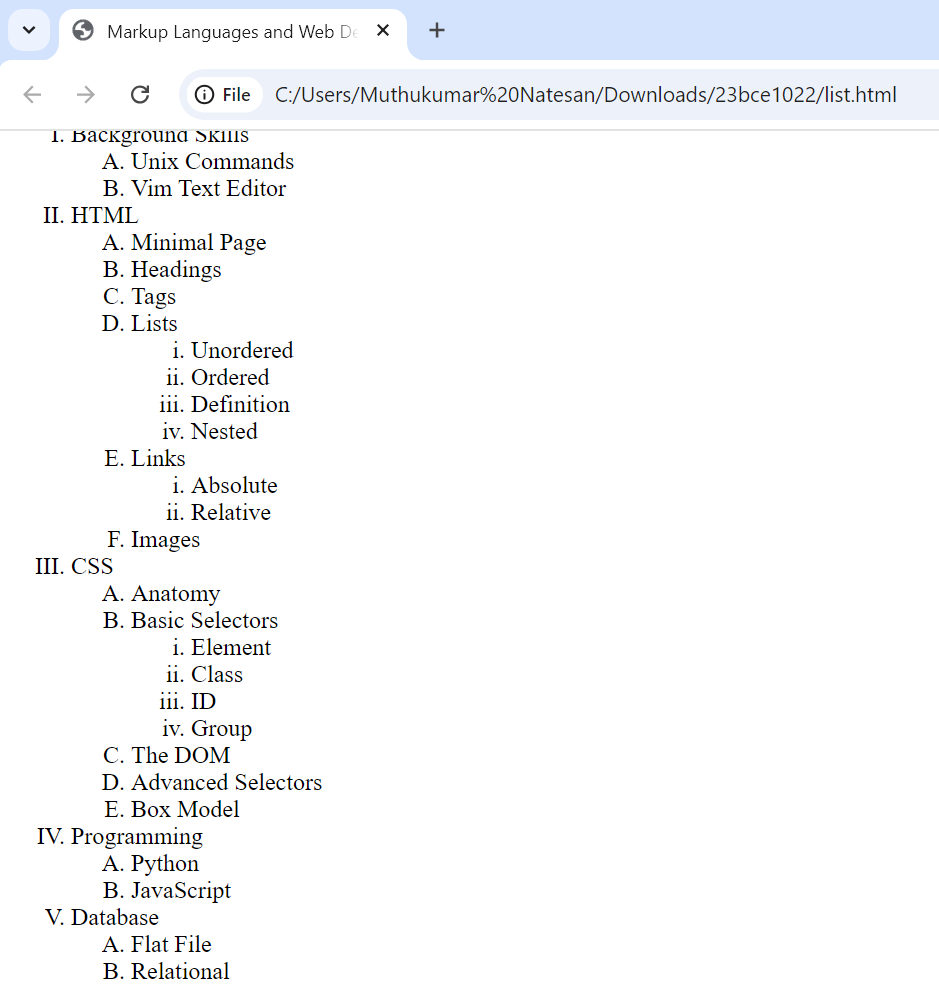 Markup Languages and Web De
File C:/Users/Muthukumar%20Natesan/Downloads/23bce1022/list.html
I. Background Skills
A. Unix Commands
B. Vim Text Editor
II. HTML
A. Minimal Page
B. Headings
C. Tags
D. Lists
i. Unordered
ii. Ordered
iii. Definition
iv. Nested
E. Links
i. Absolute
ii. Relative
F. Images
III. CSS
A. Anatomy
B. Basic Selectors
i. Element
ii. Class
iii. ID
iv. Group
C. The DOM
D. Advanced Selectors
E. Box Model
IV. Programming
A. Python
B. JavaScript
V. Database
A. Flat File
B. Relational